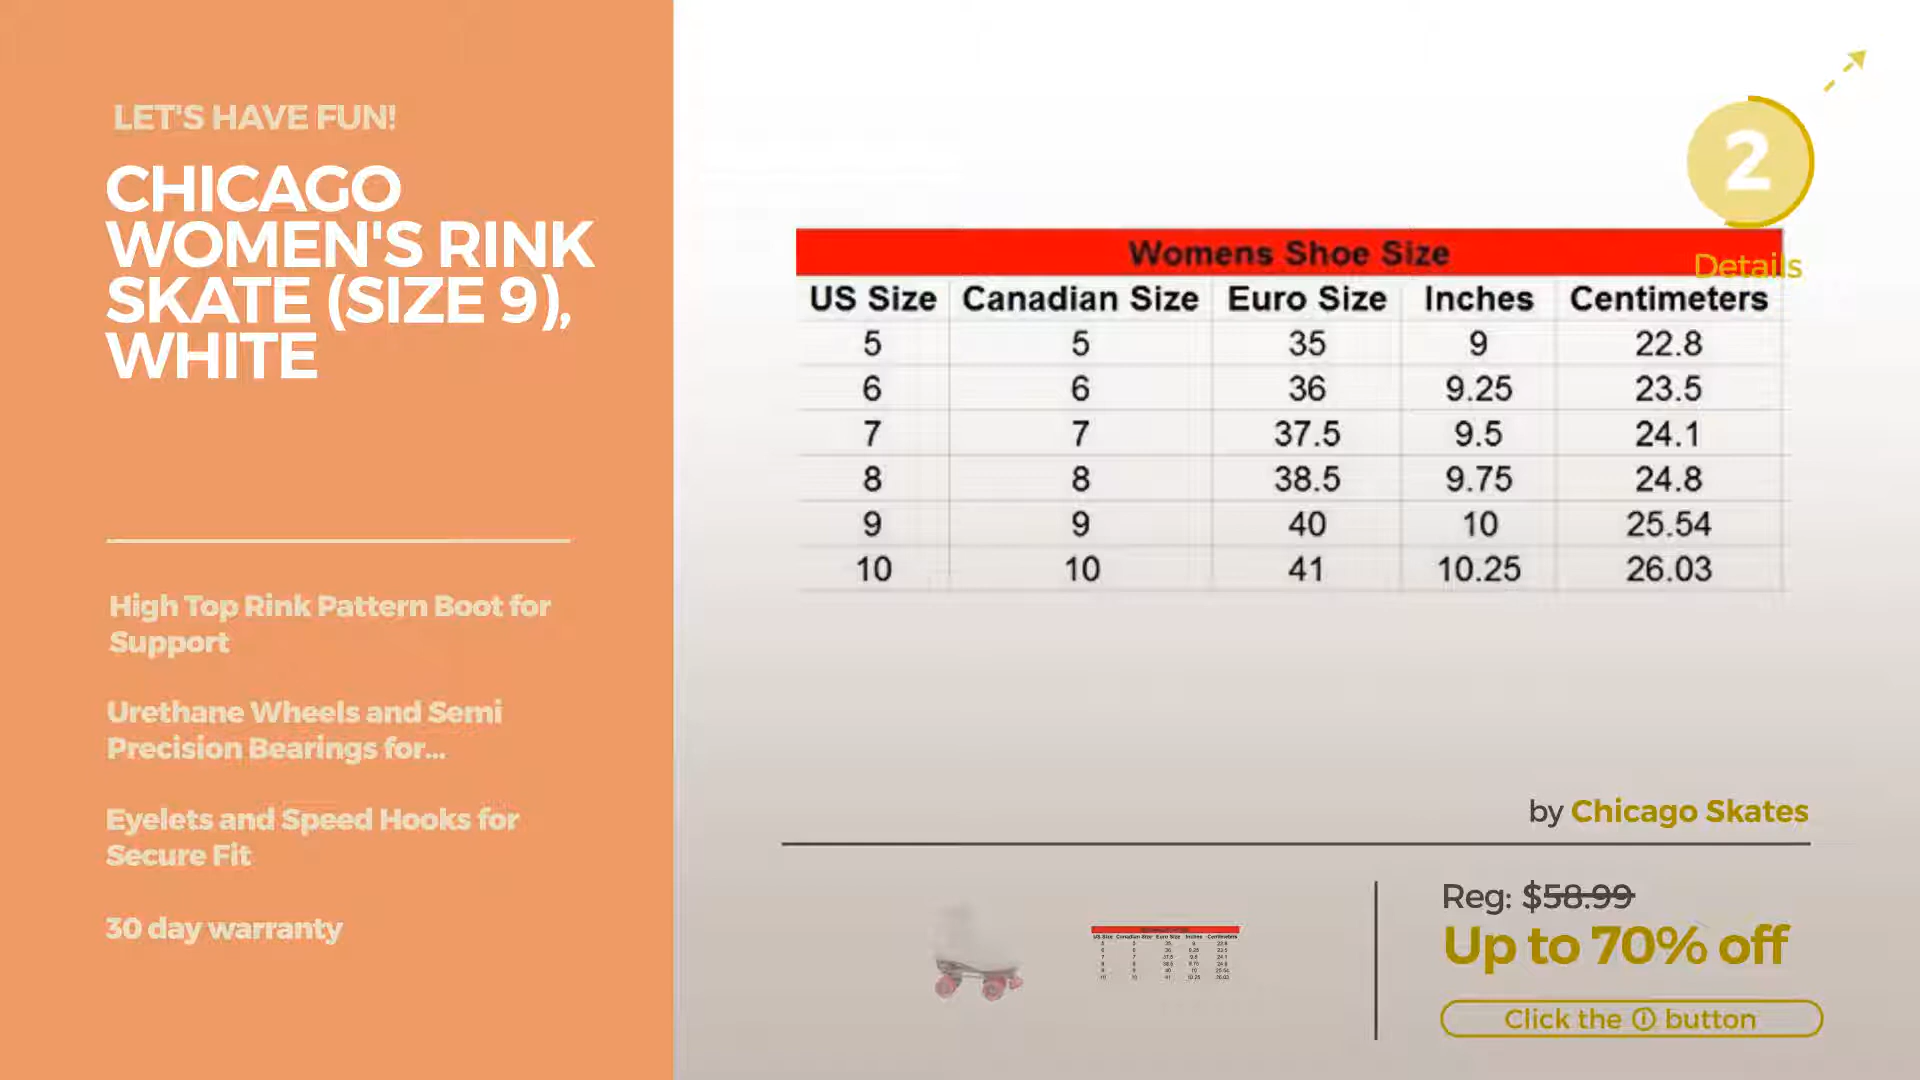 LET'S HAVE FUN!
CHICAGO
WOMEN'S RINK
SKATE (SIZE 9),
WHITE
High Top Rink Pattern Boot for
Support
Urethane Wheels and Semi
Precision Bearings for...
Eyelets and Speed Hooks for
Secure Fit
30 day warranty
2
Details
Womens Shoe Size
US Size Canadian Size Euro Size Inches Centimeters
5 5 35 9 22.8
6 6 36 9.25 23.5
7 7 37.5 9.5 24.1
8 8 38.5 9.75 24.8
9 9 40 10 25.54
10 10 41 10.25 26.03
by Chicago Skates
Reg: $58.99
Up to 70% off
Click the ⓘ button